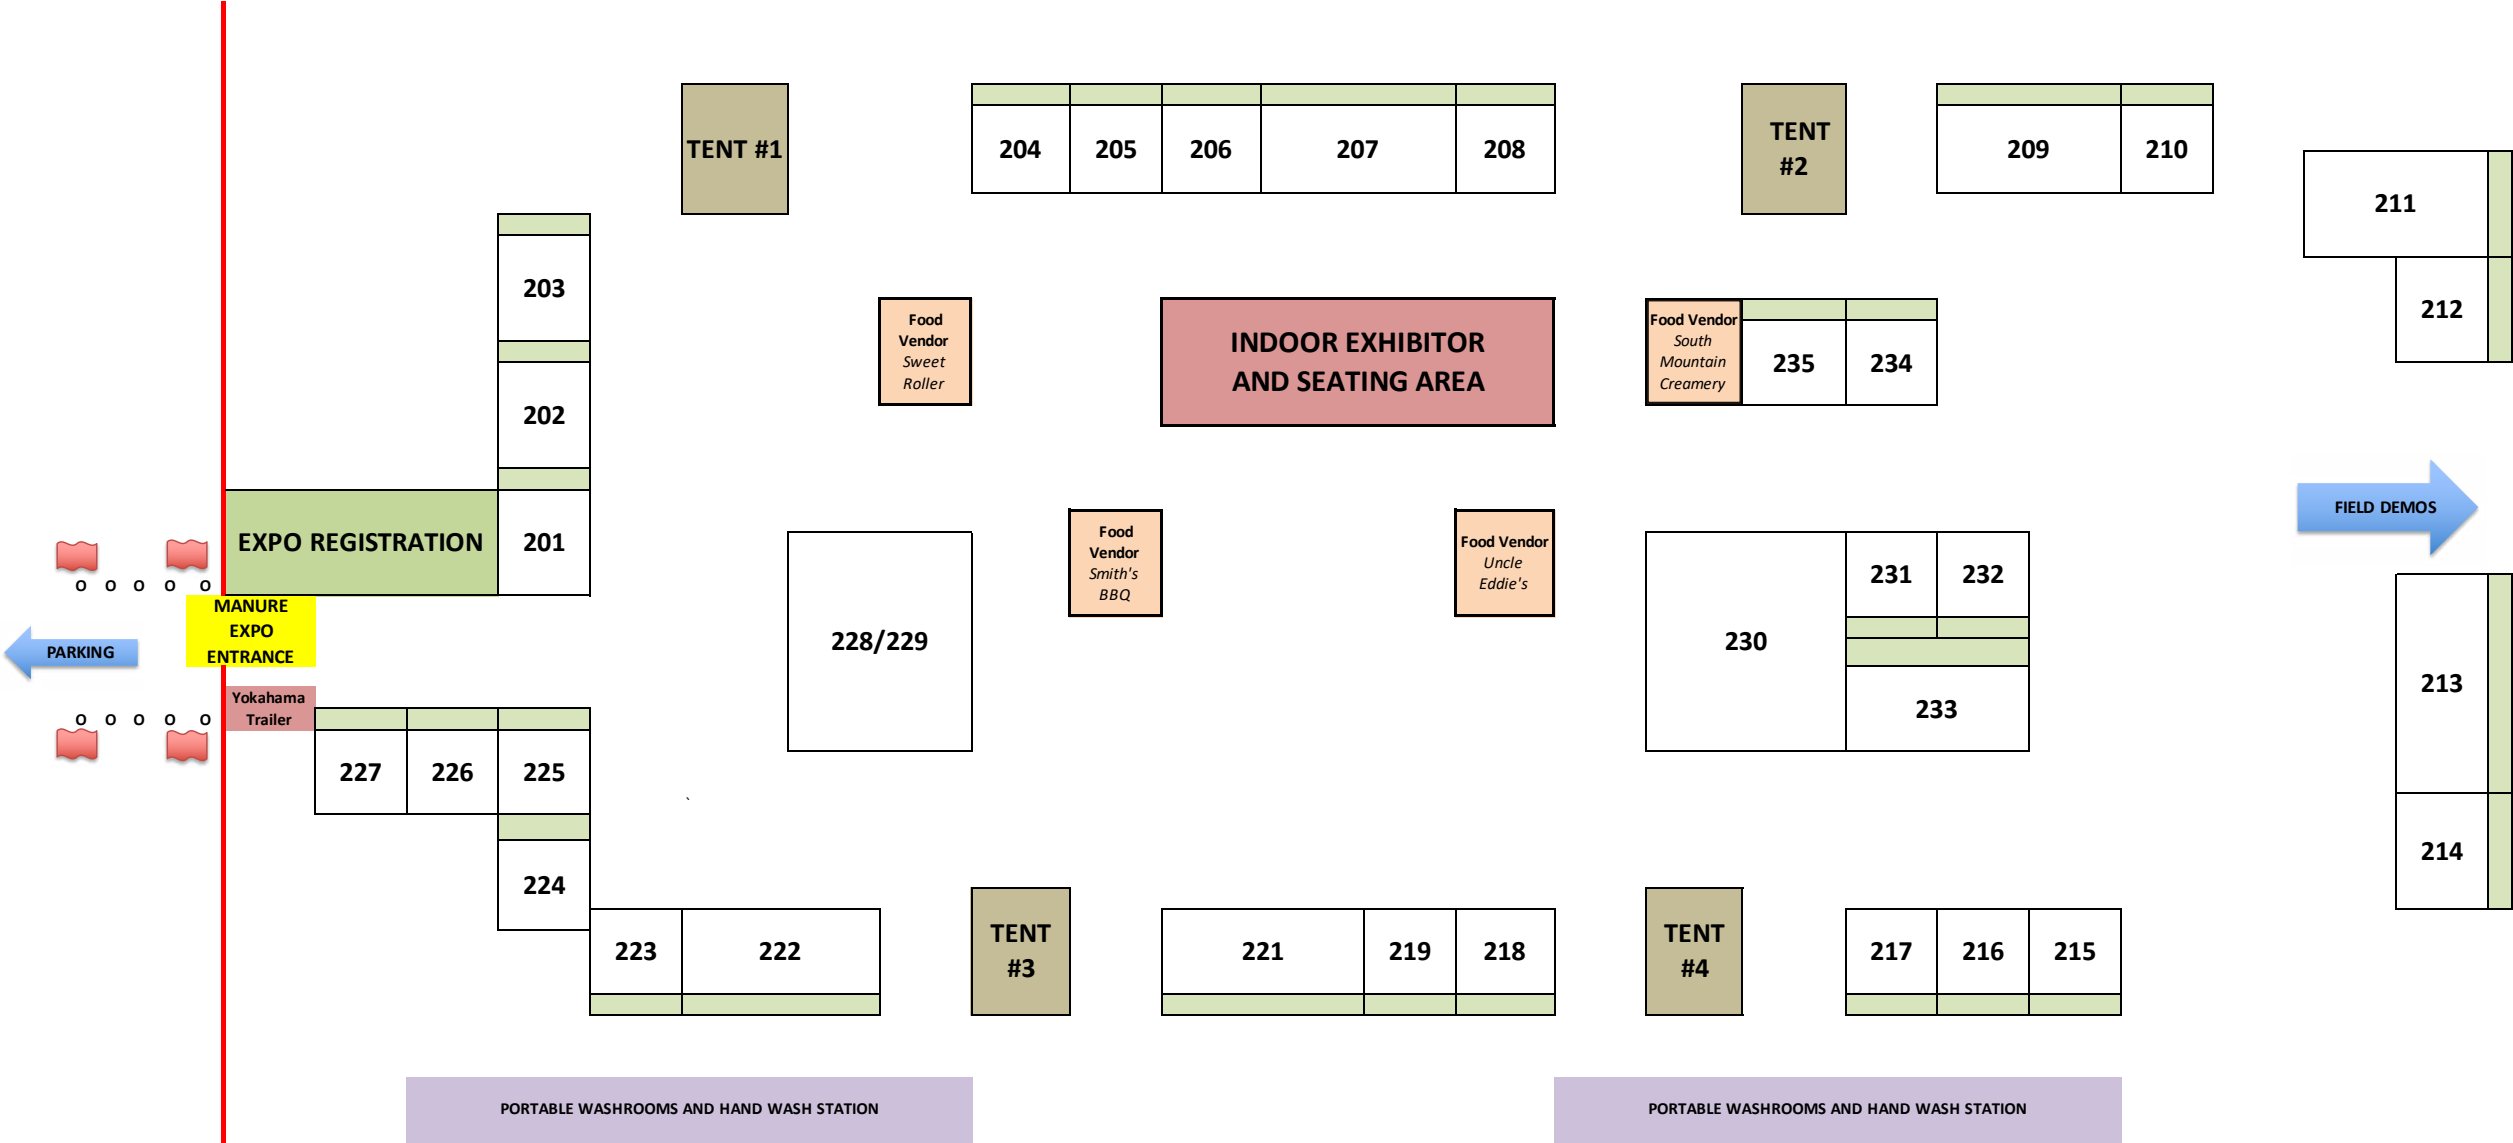 TENT #1
204
205
206
207
208
TENT
#2
209
210
211
203
Food
Vendor
Sweet
Roller
INDOOR EXHIBITOR
AND SEATING AREA
Food Vendor
South
Mountain
Creamery
235
234
212
202
EXPO REGISTRATION
201
Food
Vendor
Smith's
BBQ
Food Vendor
Uncle
Eddie's
FIELD DEMOS
231
232
O O O O O
MANURE
EXPO
ENTRANCE
PARKING
228/229
230
213
Yokahama
Trailer
O O O O O
233
227
226
225
`
214
224
223
222
TENT
#3
221
219
218
TENT
#4
217
216
215
PORTABLE WASHROOMS AND HAND WASH STATION
PORTABLE WASHROOMS AND HAND WASH STATION